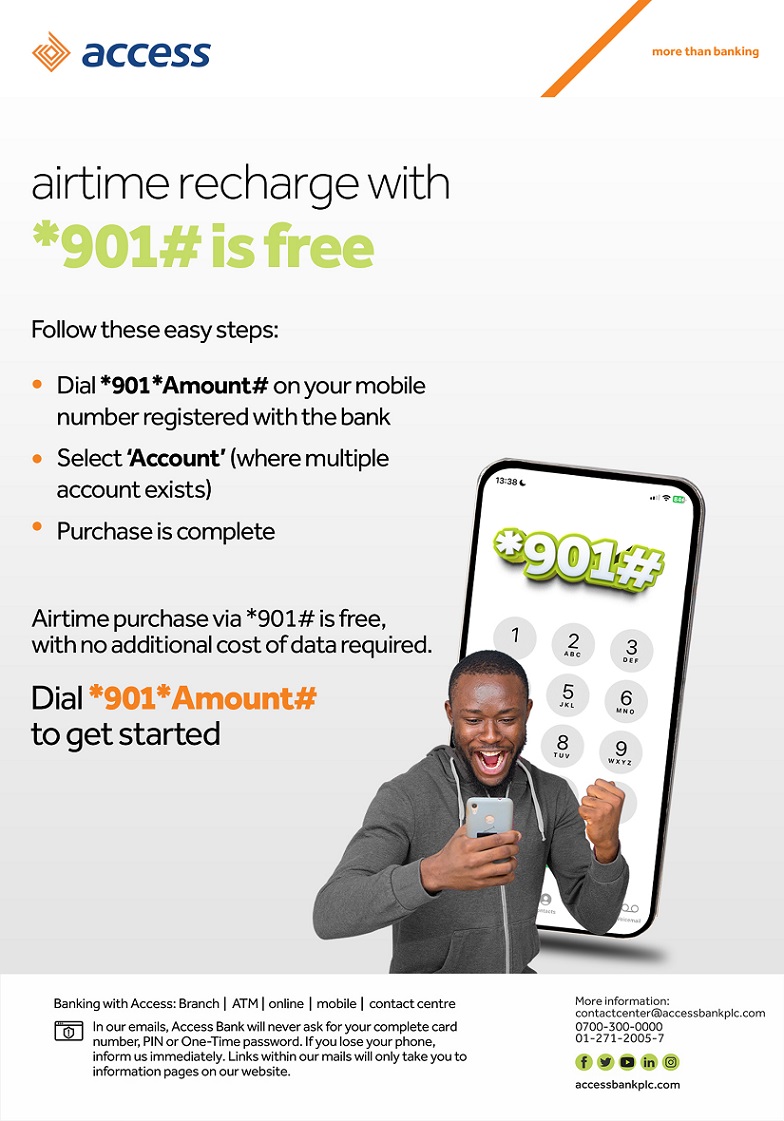 access
more than banking
airtime recharge with
*901# is free
Follow these easy steps:
• Dial *901*Amount# on your mobile
number registered with the bank
• Select ‘Account’ (where multiple
account exists)
• Purchase is complete
13:38
*901#
1
2
ABC
3
DEF
5
JKL
6
MNO
8
TUV
9
WXYZ
Airtime purchase via *901# is free,
with no additional cost of data required.
Dial *901*Amount#
to get started
Banking with Access: Branch | ATM | online | mobile | contact centre
In our emails, Access Bank will never ask for your complete card
number, PIN or One-Time password. If you lose your phone,
inform us immediately. Links within our mails will only take you to
information pages on our website.
More information:
contactcenter@accessbankplc.com
0700-300-0000
01-271-2005-7
accessbankplc.com